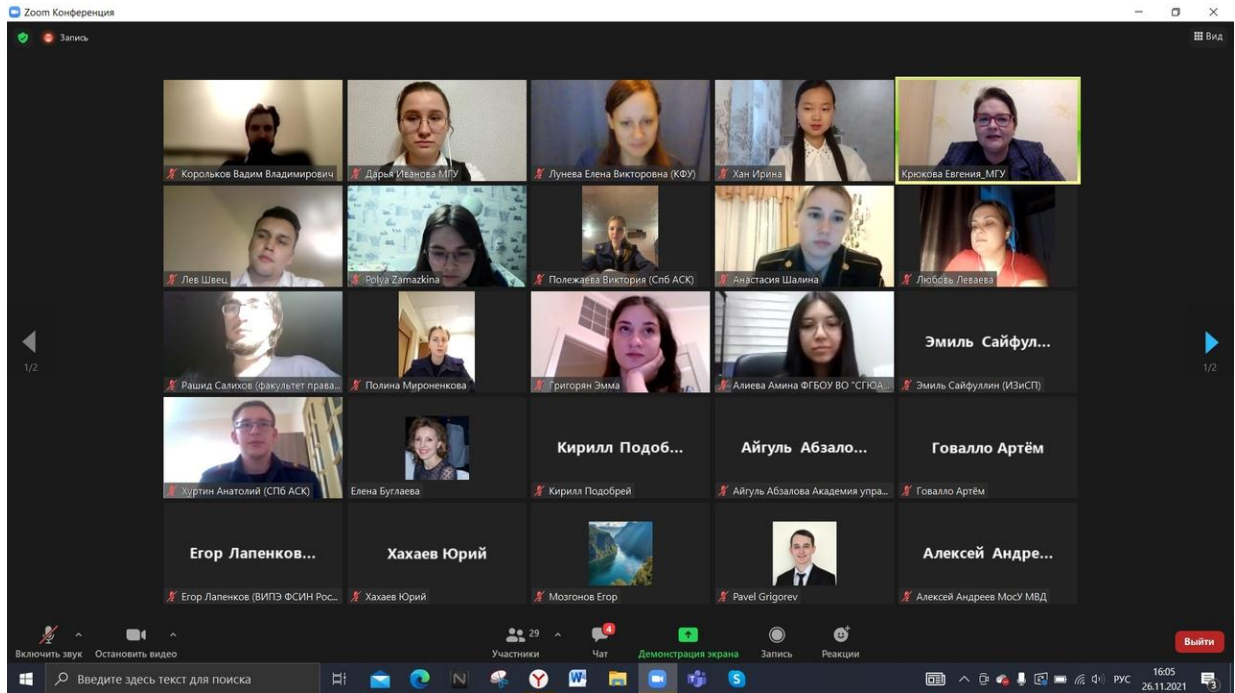 Zoom Конференция
Запись
Вид
Корольков Вадим Владимирович
Дарья Иванова МГУ
Лунева Елена Викторовна (КФУ)
Хан Ирина
Крюкова Евгения_МГУ
Лев Швец
Polya Zamazkina
Полежаева Виктория (Спб АСК)
Анастасия Шалина
Любовь Леваева
Рашид Салихов (факультет права...
Полина Мироненкова
Григорян Эмма
Алиева Амина ФГБОУ ВО "СГЮА...
Эмиль Сайфул...
Эмиль Сайфуллин (ИЗиСП)
1/2
1/2
Хуртин Анатолий (СПб АСК)
Елена Буглаева
Кирилл Подоб...
Кирилл Подобрей
Айгуль Абзало...
Айгуль Абзалова Академия упра...
Говалло Артём
Говалло Артём
Егор Лапенков...
Егор Лапенков (ВИПЭ ФСИН Рос...
Хахаев Юрий
Хахаев Юрий
Мозгонов Егор
Pavel Grigorev
Алексей Андре...
Алексей Андреев МосУ МВД
Включить звук
Остановить видео
29
Участники
4
Чат
Демонстрация экрана
Запись
Реакции
Выйти
Введите здесь текст для поиска
РУС
16:05
26.11.2021
3